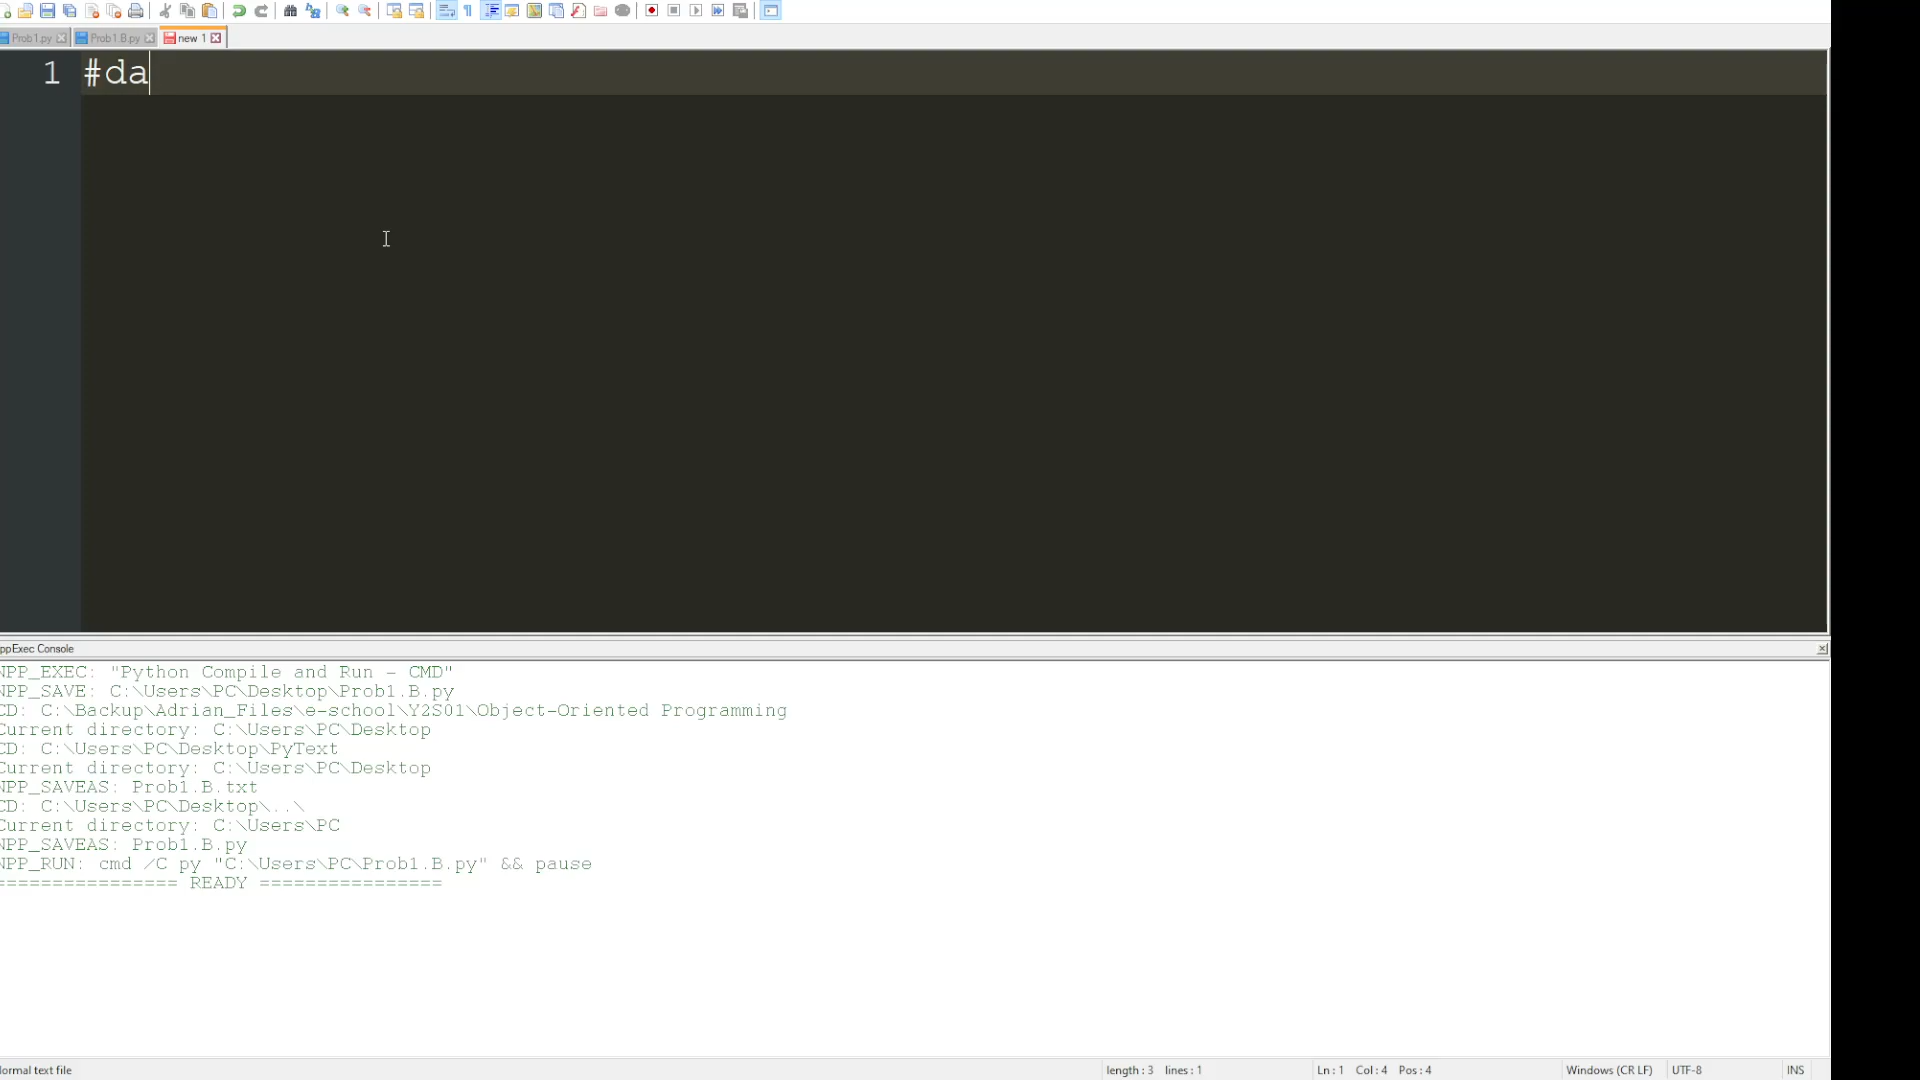 Prob1.py
Prob1.B.py
new 1
1 #da
ppExec Console
NPP_EXEC: "Python Compile and Run - CMD"
NPP_SAVE: C:\Users\PC\Desktop\Prob1.B.py
CD: C:\Backup\Adrian_Files\e-school\Y2S01\Object-Oriented Programming
Current directory: C:\Users\PC\Desktop
CD: C:\Users\PC\Desktop\PyText
Current directory: C:\Users\PC\Desktop
NPP_SAVEAS: Prob1.B.txt
CD: C:\Users\PC\Desktop\..\
Current directory: C:\Users\PC
NPP_SAVEAS: Prob1.B.py
NPP_RUN: cmd /C py "C:\Users\PC\Prob1.B.py" && pause
================ READY ================
Normal text file
length : 3 lines : 1
Ln : 1 Col : 4 Pos : 4
Windows (CR LF)
UTF-8
INS